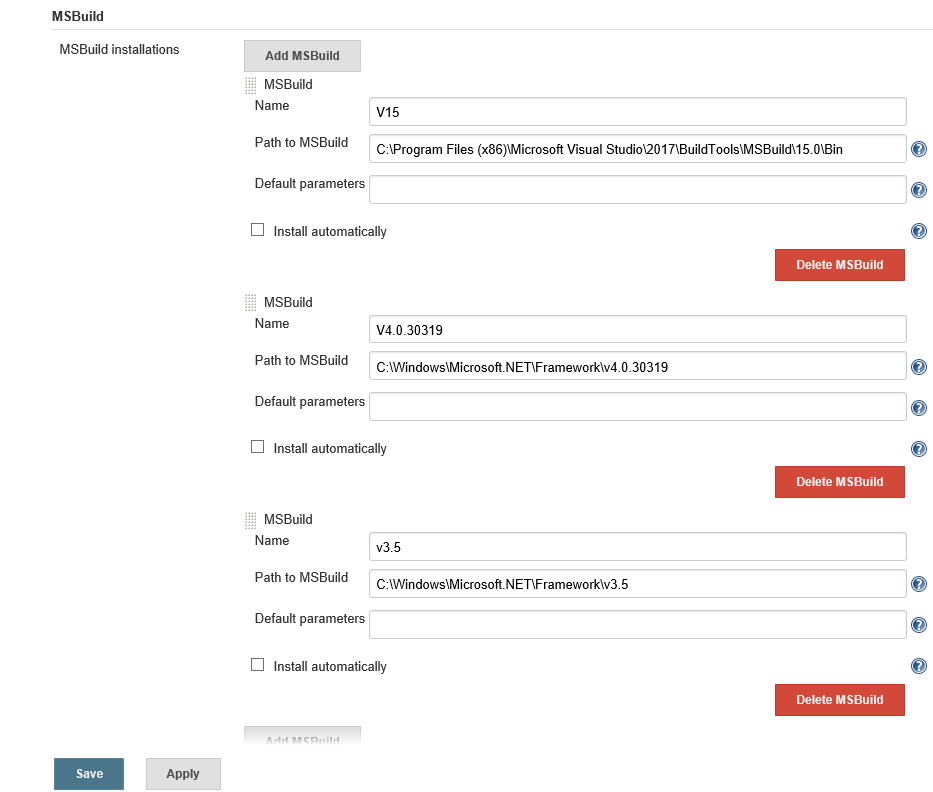 MSBuild
MSBuild installations
Add MSBuild
MSBuild
Name
V15
Path to MSBuild
C:\Program Files (x86)\Microsoft Visual Studio\2017\BuildTools\MSBuild\15.0\Bin
?
Default parameters
?
Install automatically
?
Delete MSBuild
MSBuild
Name
V4.0.30319
Path to MSBuild
C:\Windows\Microsoft.NET\Framework\v4.0.30319
?
Default parameters
?
Install automatically
?
Delete MSBuild
MSBuild
Name
v3.5
Path to MSBuild
C:\Windows\Microsoft.NET\Framework\v3.5
?
Default parameters
?
Install automatically
?
Delete MSBuild
Add MSBuild
Save
Apply